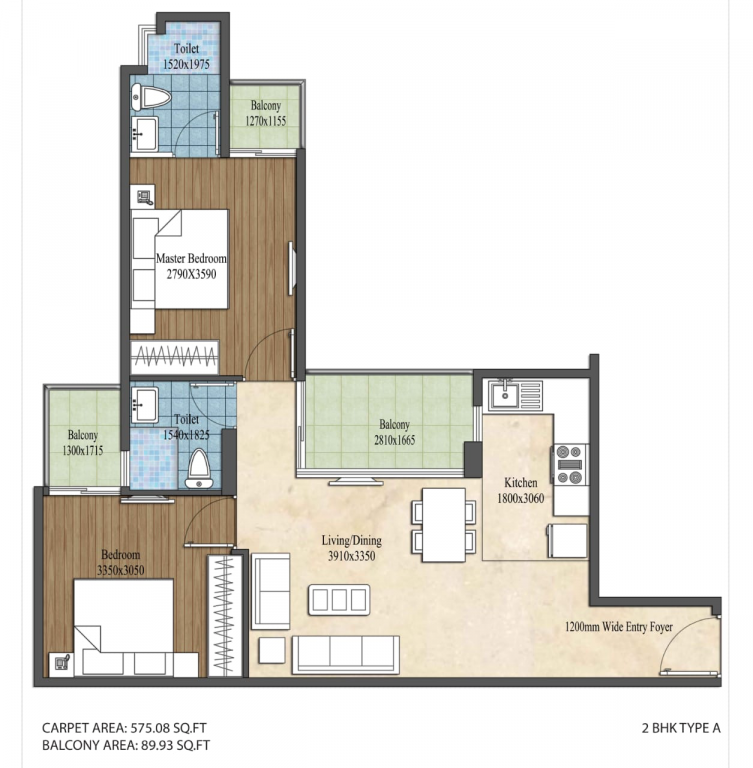 Toilet
1520x1975
Balcony
1270x1155
Master Bedroom
2790X3590
Balcony
1300x1715
Toilet
1540x1825
Balcony
2810x1665
Kitchen
1800x3060
Bedroom
3350x3050
Living/Dining
3910x3350
1200mm Wide Entry Foyer
CARPET AREA: 575.08 SQ.FT
BALCONY AREA: 89.93 SQ.FT
2 BHK TYPE A